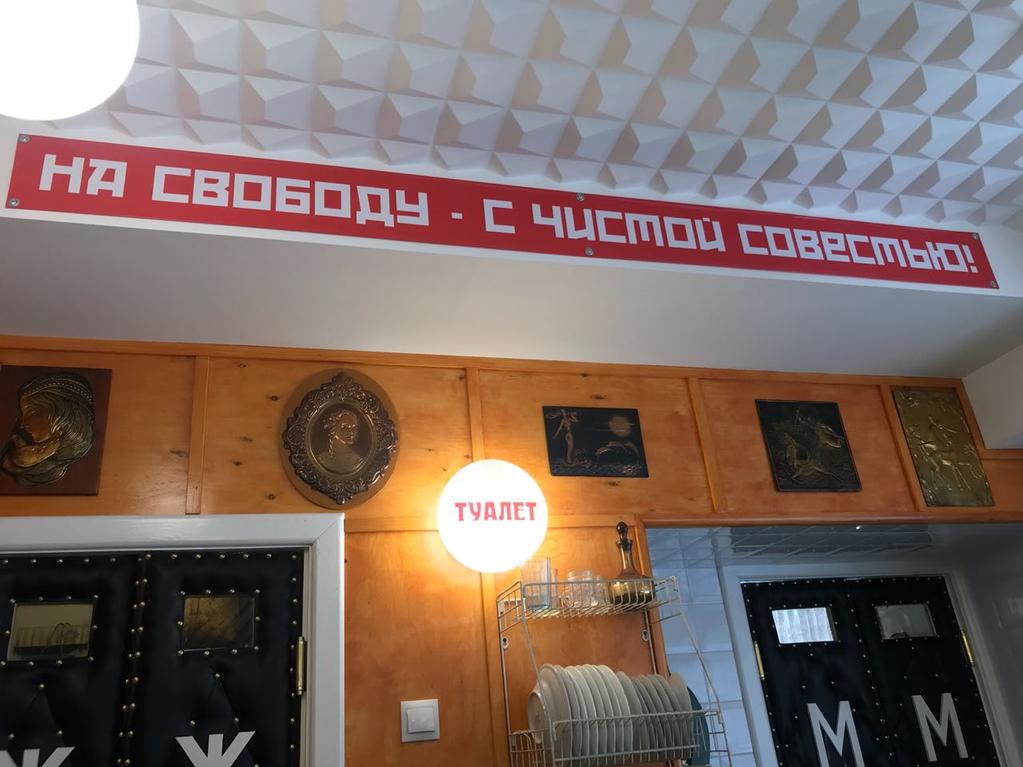 НА СВОБОДУ - С ЧИСТОЙ СОВЕСТЬЮ!
ТУАЛЕТ
Ж Ж
М М